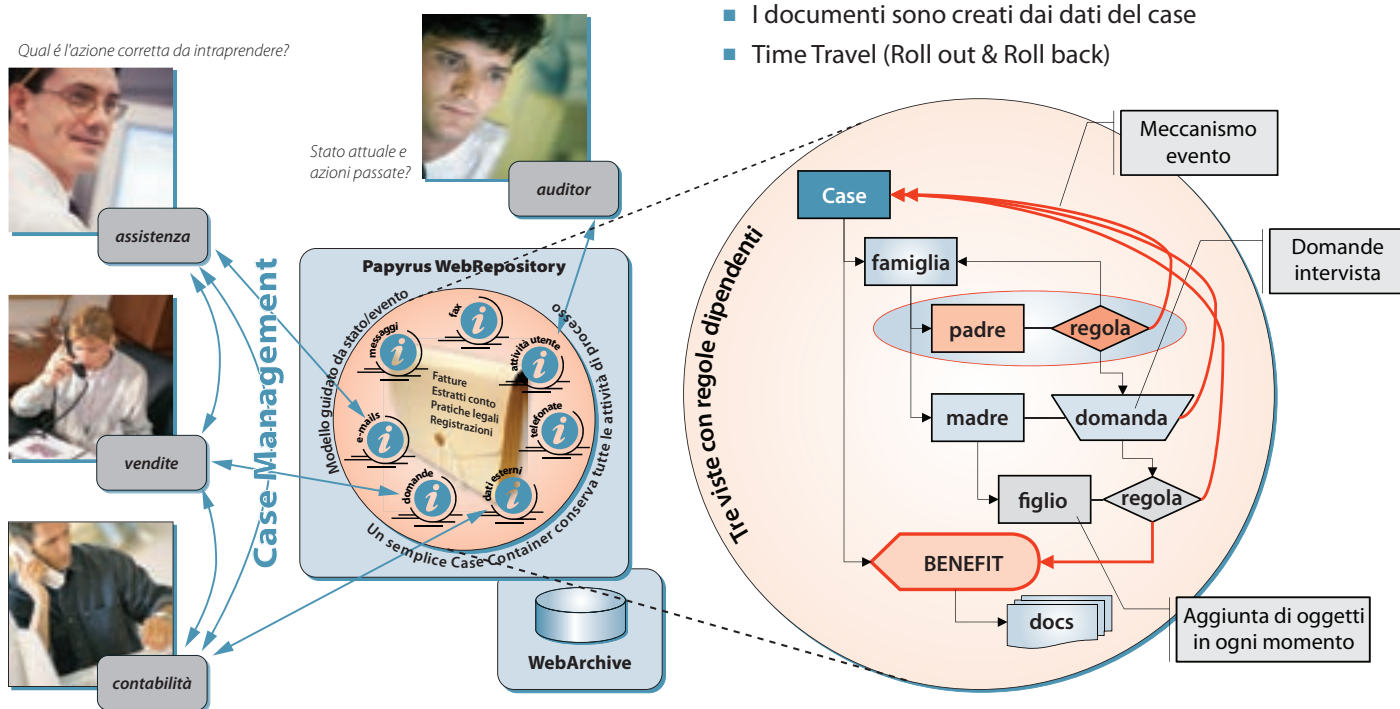 ■ I documenti sono creati dai dati del case
■ Time Travel (Roll out & Roll back)
Qual é l'azione corretta da intraprendere?
assistenza
Stato attuale e
azioni passate?
auditor
vendite
contabilità
Case Management
Papyrus WebRepository
Modello guidato da stato/evento
Un semplice Case Container conserva tutte le attività di processo
messaggi
fax
attività utente
telefonate
dati esterni
domande
e-mails
Fatture
Estratti conto
Pratiche legali
Registrazioni
WebArchive
Tre viste con regole dipendenti
Case
famiglia
padre
regola
madre
domanda
figlio
regola
BENEFIT
docs
Meccanismo
evento
Domande
intervista
Aggiunta di oggetti
in ogni momento